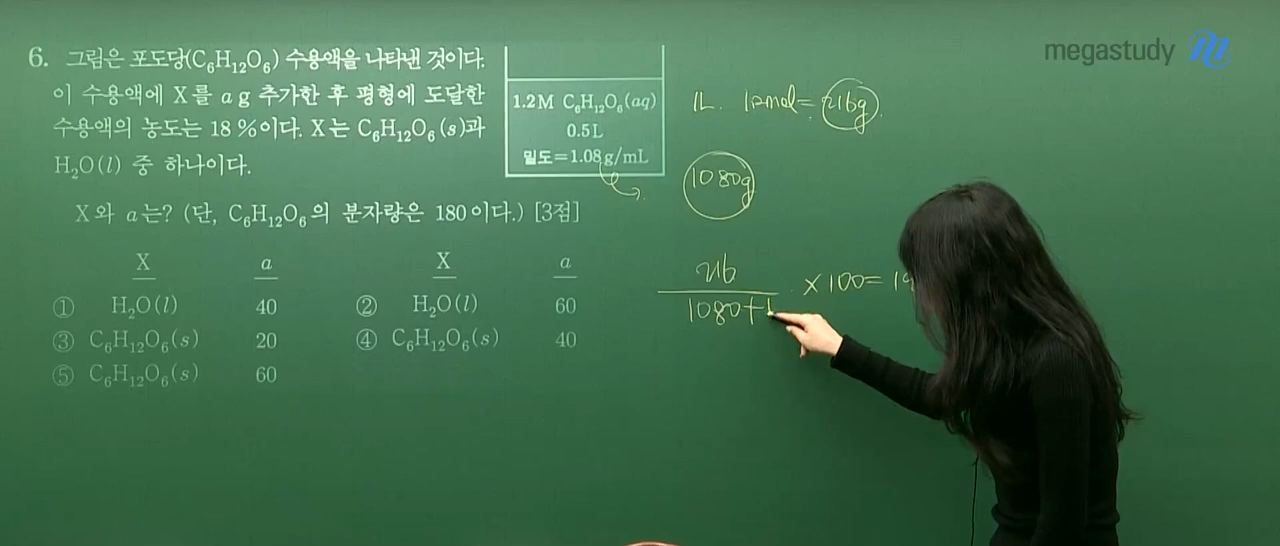 megastudy
6. 그림은 포도당(C₆H₁₂O₆) 수용액을 나타낸 것이다.
이 수용액에 X를 a g 추가한 후 평형에 도달한
수용액의 농도는 18 %이다. X는 C₆H₁₂O₆(s)과
H₂O(l) 중 하나이다.
1.2M C₆H₁₂O₆(aq)
0.5L
밀도=1.08g/mL
X와 a는? (단, C₆H₁₂O₆의 분자량은 180이다.) [3점]
X a X a
① H₂O(l) 40 ② H₂O(l) 60
③ C₆H₁₂O₆(s) 20 ④ C₆H₁₂O₆(s) 40
⑤ C₆H₁₂O₆(s) 60
1L. 1.2mol = 216g
1080g
216
1080+ × 100 =